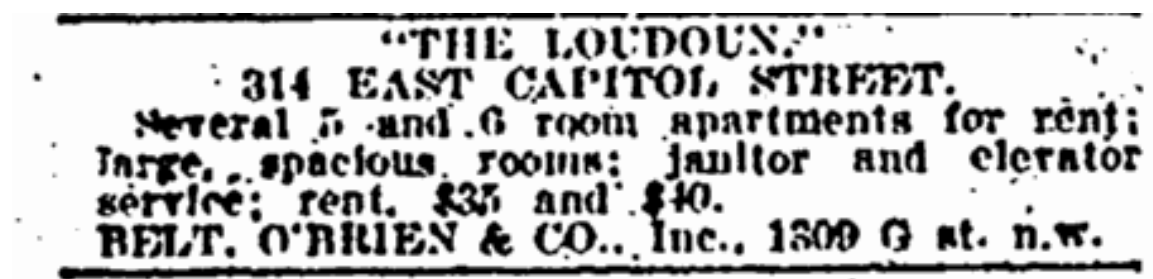 "THE LOUDOUN."
314 EAST CAPITOL STREET.
Several 5 and 6 room apartments for rent;
large, spacious rooms; janitor and elevator
service; rent, $35 and $40.
BELT, O'BRIEN & CO., Inc., 1309 G st. n.w.